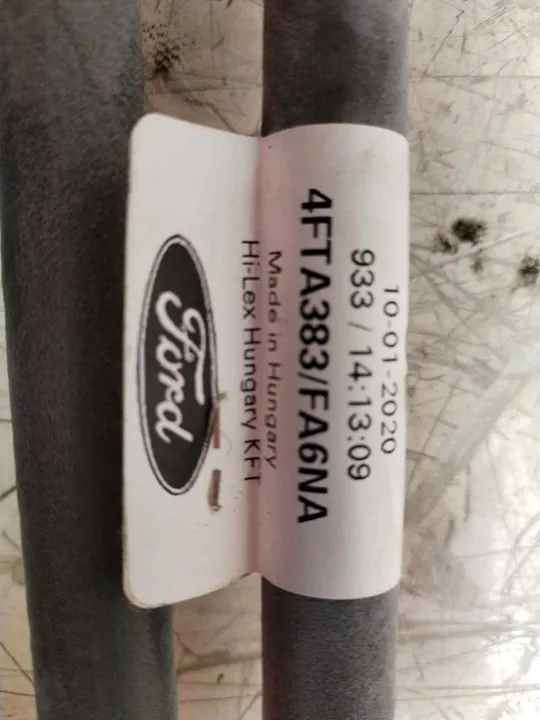 10-01-2020
933 / 14:13:09
4FTA383/FA6NA
Made in Hungary
Hi-Lex Hungary KFT
Ford